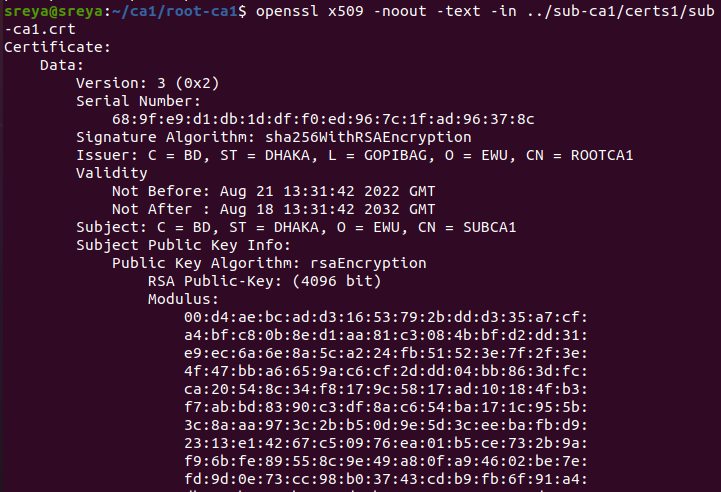 sreya@sreya:~/ca1/root-ca1$ openssl x509 -noout -text -in ../sub-ca1/certs1/sub
-ca1.crt
Certificate:
    Data:
        Version: 3 (0x2)
        Serial Number:
            68:9f:e9:d1:db:1d:df:f0:ed:96:7c:1f:ad:96:37:8c
        Signature Algorithm: sha256WithRSAEncryption
        Issuer: C = BD, ST = DHAKA, L = GOPIBAG, O = EWU, CN = ROOTCA1
        Validity
            Not Before: Aug 21 13:31:42 2022 GMT
            Not After : Aug 18 13:31:42 2032 GMT
        Subject: C = BD, ST = DHAKA, O = EWU, CN = SUBCA1
        Subject Public Key Info:
            Public Key Algorithm: rsaEncryption
                RSA Public-Key: (4096 bit)
                Modulus:
                    00:d4:ae:bc:ad:d3:16:53:79:2b:dd:d3:35:a7:cf:
                    a4:bf:c8:0b:8e:d1:aa:81:c3:08:4b:bf:d2:dd:31:
                    e9:ec:6a:6e:8a:5c:a2:24:fb:51:52:3e:7f:2f:3e:
                    4f:47:bb:a6:65:9a:c6:cf:2d:dd:04:bb:86:3d:fc:
                    ca:20:54:8c:34:f8:17:9c:58:17:ad:10:18:4f:b3:
                    f7:ab:bd:83:90:c3:df:8a:c6:54:ba:17:1c:95:5b:
                    3c:8a:aa:97:3c:2b:b5:0d:9e:5d:3c:ee:ba:fb:d9:
                    23:13:e1:42:67:c5:09:76:ea:01:b5:ce:73:2b:9a:
                    f9:6b:fe:89:55:8c:9e:49:a8:0f:a9:46:02:be:7e:
                    fd:9d:0e:73:cc:98:b0:37:43:cd:b9:fb:6f:91:a4: